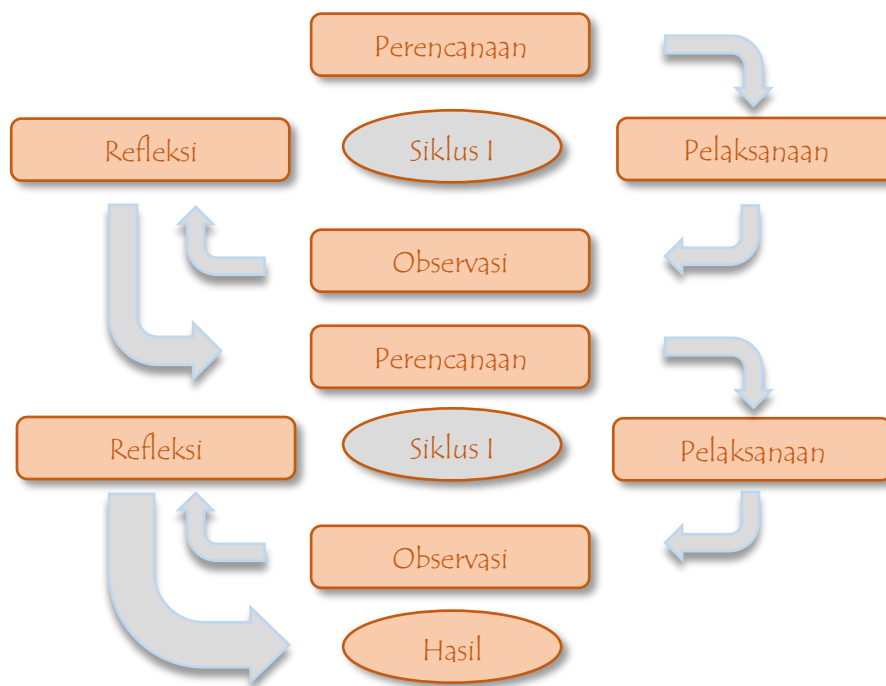 Perencanaan
Refleksi
Siklus I
Pelaksanaan
Observasi
Perencanaan
Refleksi
Siklus I
Pelaksanaan
Observasi
Hasil